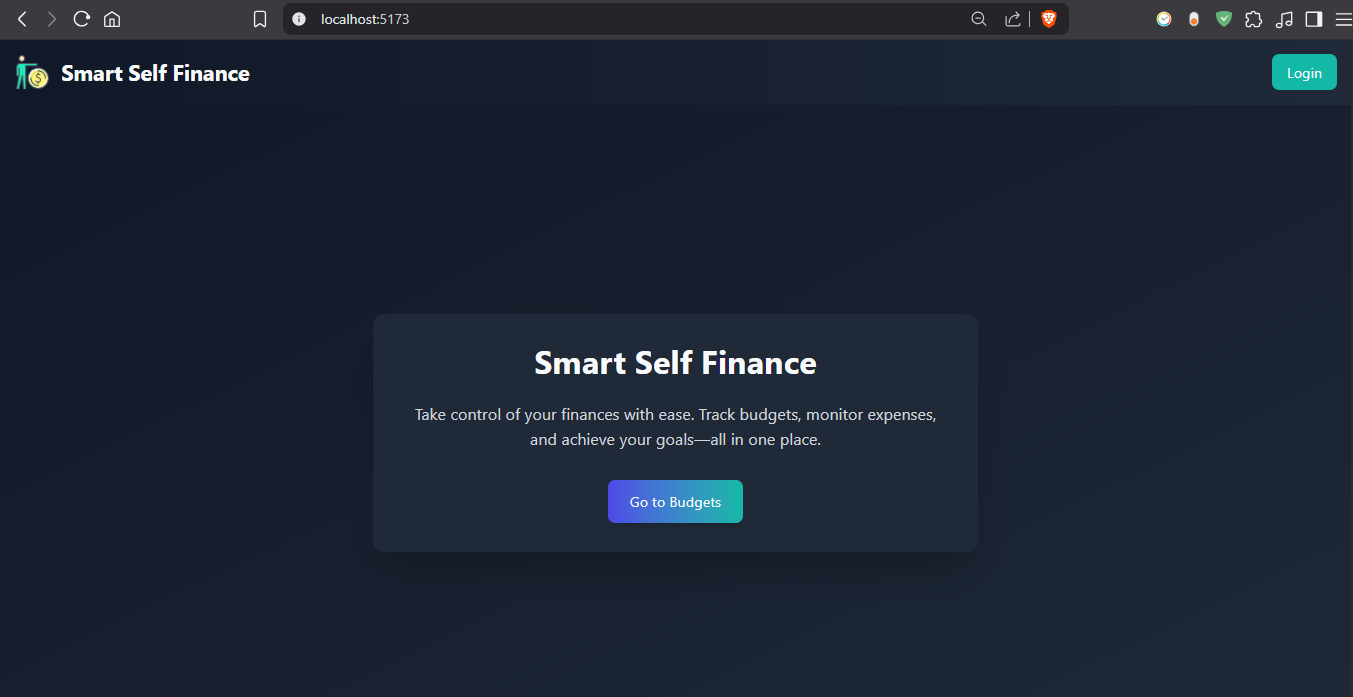 localhost:5173
Smart Self Finance
Login
Smart Self Finance
Take control of your finances with ease. Track budgets, monitor expenses,
and achieve your goals—all in one place.
Go to Budgets